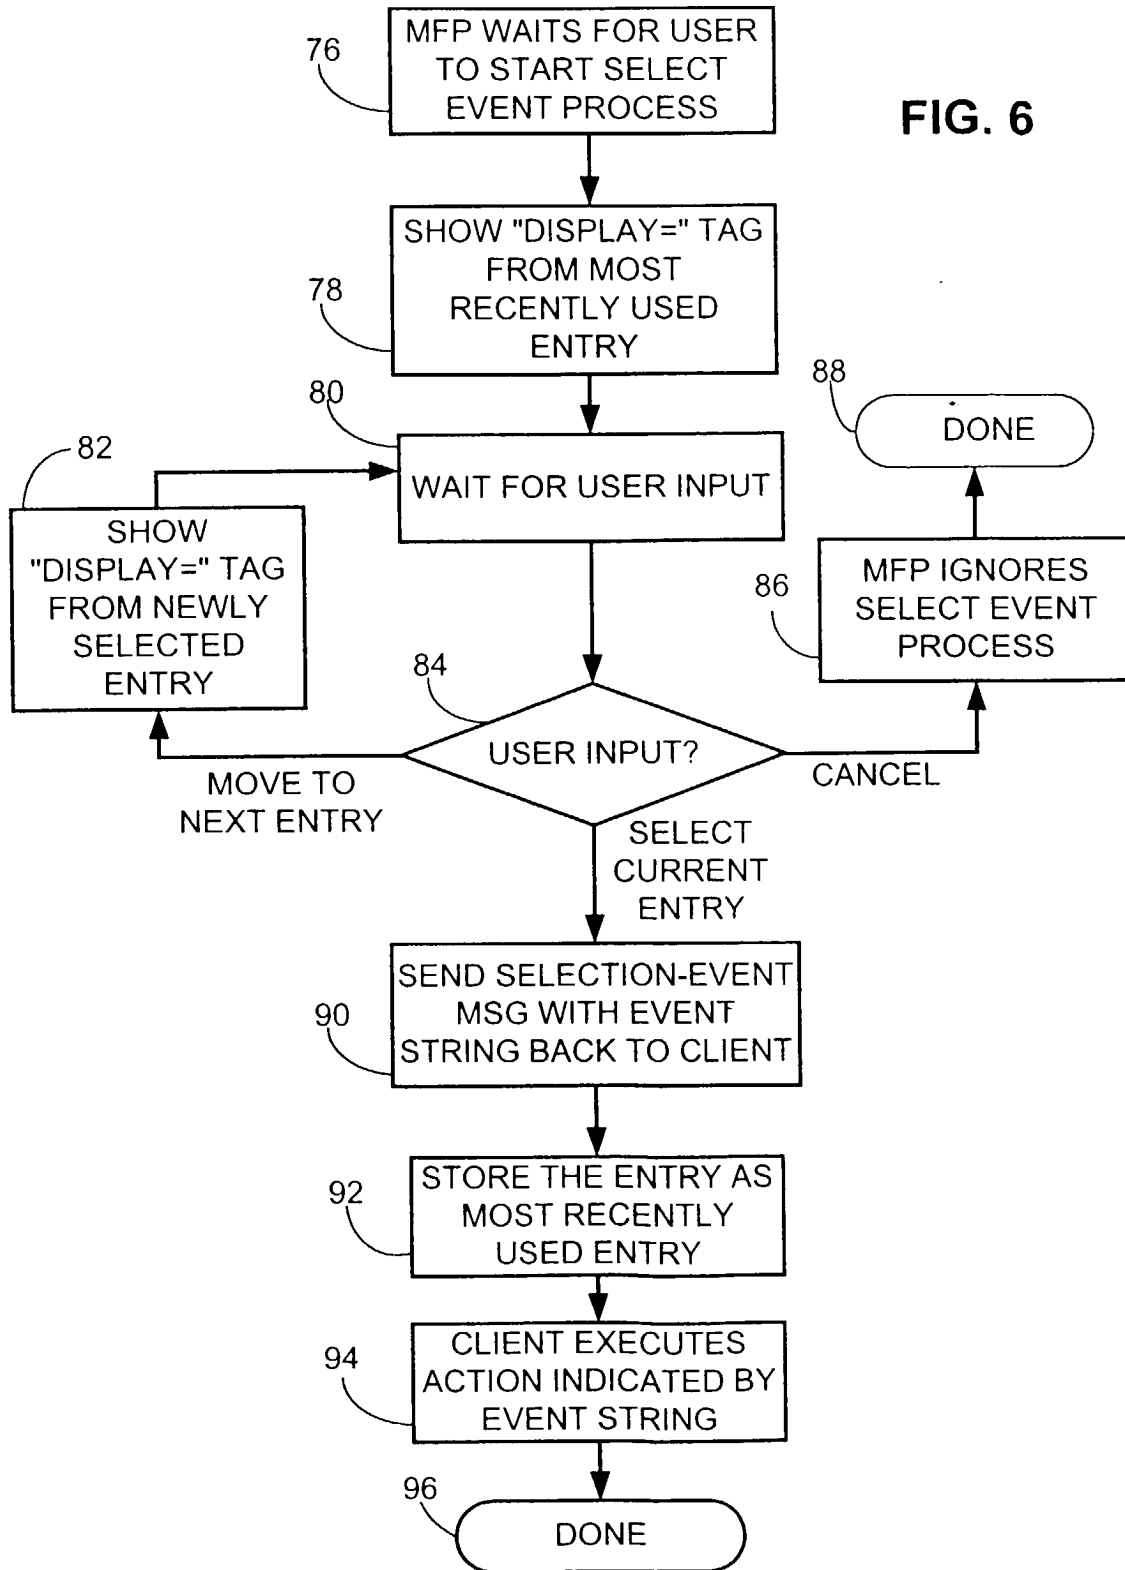 76
MFP WAITS FOR USER
TO START SELECT
EVENT PROCESS
FIG. 6
78
SHOW "DISPLAY=" TAG
FROM MOST
RECENTLY USED
ENTRY
80
WAIT FOR USER INPUT
88
DONE
82
SHOW
"DISPLAY=" TAG
FROM NEWLY
SELECTED
ENTRY
86
MFP IGNORES
SELECT EVENT
PROCESS
84
USER INPUT?
MOVE TO
NEXT ENTRY
CANCEL
SELECT
CURRENT
ENTRY
90
SEND SELECTION-EVENT
MSG WITH EVENT
STRING BACK TO CLIENT
92
STORE THE ENTRY AS
MOST RECENTLY
USED ENTRY
94
CLIENT EXECUTES
ACTION INDICATED BY
EVENT STRING
96
DONE